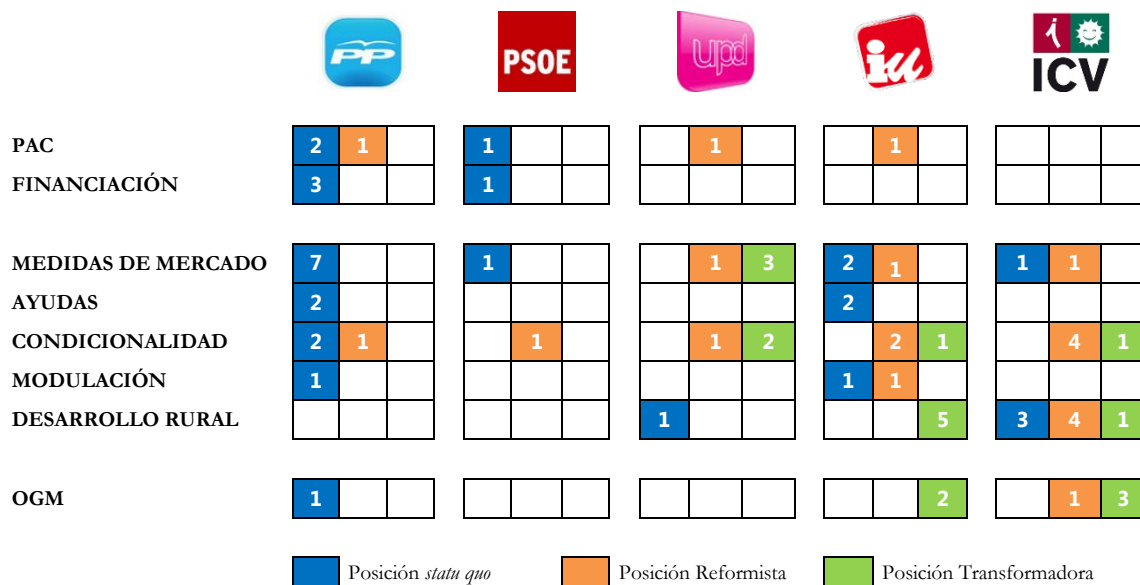 PP PSOE upd iu i ICV
PAC 2 1 1 1 1
FINANCIACIÓN 3 1
MEDIDAS DE MERCADO 7 1 1 3 2 1 1 1
AYUDAS 2 2
CONDICIONALIDAD 2 1 1 1 2 2 1 4 1
MODULACIÓN 1 1 1
DESARROLLO RURAL 1 5 3 4 1
OGM 1 2 1 3
Posición statu quo Posición Reformista Posición Transformadora